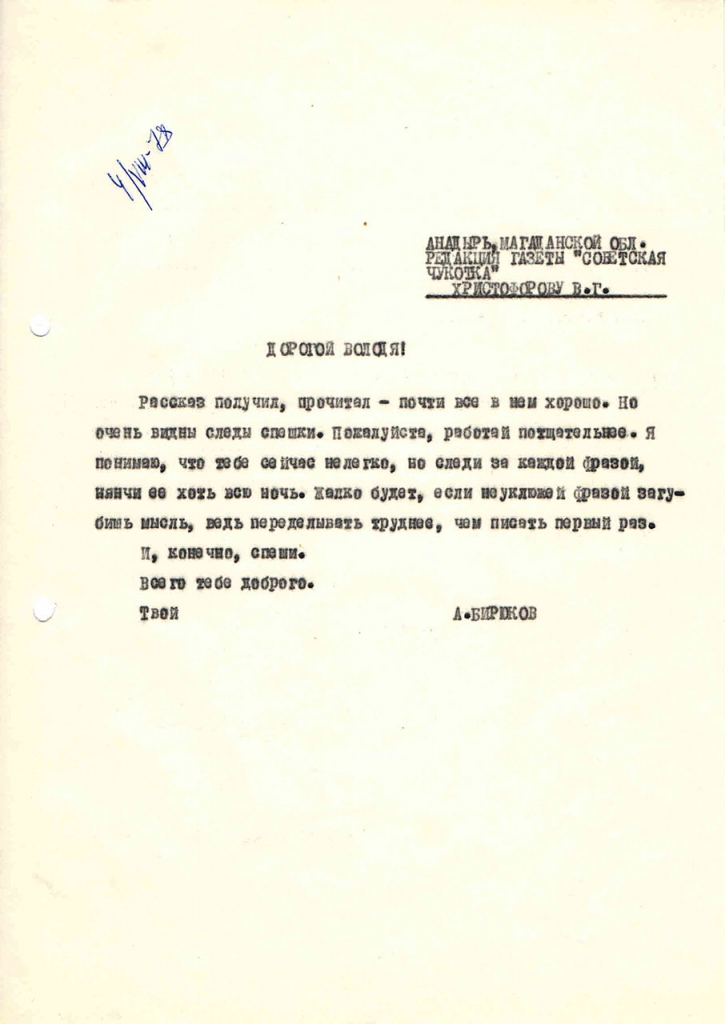 4/VIII-78
АНАДЫРЬ, МАГАДАНСКОЙ ОБЛ.
РЕДАКЦИЯ ГАЗЕТЫ "СОВЕТСКАЯ
ЧУКОТКА"
ХРИСТОФОРОВУ В.Г.
ДОРОГОЙ ВОЛОДЯ!
Рассказ получил, прочитал - почти все в нем хорошо. Но
очень видны следы спешки. Пожалуйста, работай потщательнее. Я
понимаю, что тебе сейчас нелегко, но следи за каждой фразой,
нянчи ее хоть всю ночь. Жалко будет, если неуклюжей фразой загу-
бишь мысль, ведь переделывать труднее, чем писать первый раз.
И, конечно, спеши.
Всего тебе доброго.
Твой А.БИРЮКОВ